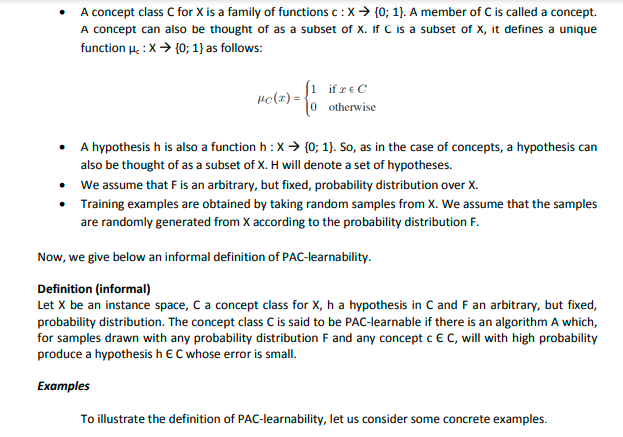 • A concept class C for X is a family of functions c : X → {0; 1}. A member of C is called a concept.
A concept can also be thought of as a subset of X. If C is a subset of X, it defines a unique
function μc : X → {0; 1} as follows:
μC(x) = {1 if x ϵ C
0 otherwise
• A hypothesis h is also a function h : X → {0; 1}. So, as in the case of concepts, a hypothesis can
also be thought of as a subset of X. H will denote a set of hypotheses.
• We assume that F is an arbitrary, but fixed, probability distribution over X.
• Training examples are obtained by taking random samples from X. We assume that the samples
are randomly generated from X according to the probability distribution F.
Now, we give below an informal definition of PAC-learnability.
Definition (informal)
Let X be an instance space, C a concept class for X, h a hypothesis in C and F an arbitrary, but fixed,
probability distribution. The concept class C is said to be PAC-learnable if there is an algorithm A which,
for samples drawn with any probability distribution F and any concept c Є C, will with high probability
produce a hypothesis h Є C whose error is small.
Examples
To illustrate the definition of PAC-learnability, let us consider some concrete examples.